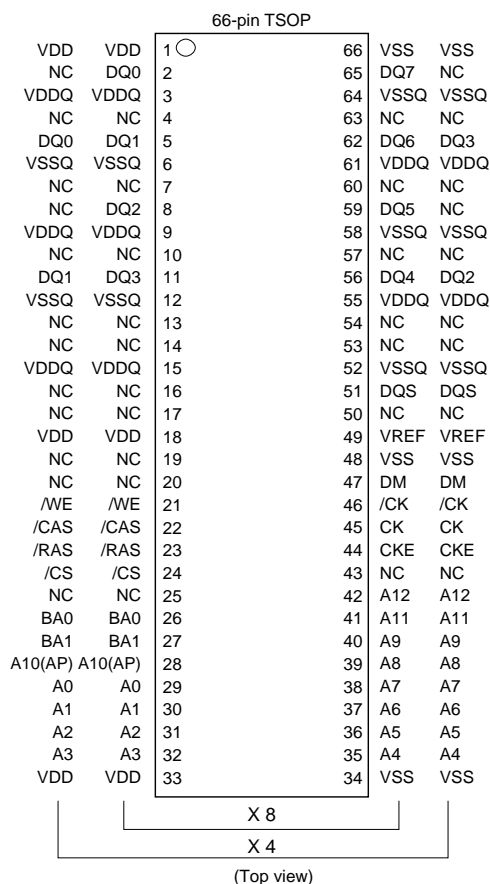 66-pin TSOP
VDD VDD 1 66 VSS VSS
NC DQ0 2 65 DQ7 NC
VDDQ VDDQ 3 64 VSSQ VSSQ
NC NC 4 63 NC NC
DQ0 DQ1 5 62 DQ6 DQ3
VSSQ VSSQ 6 61 VDDQ VDDQ
NC NC 7 60 NC NC
NC DQ2 8 59 DQ5 NC
VDDQ VDDQ 9 58 VSSQ VSSQ
NC NC 10 57 NC NC
DQ1 DQ3 11 56 DQ4 DQ2
VSSQ VSSQ 12 55 VDDQ VDDQ
NC NC 13 54 NC NC
NC NC 14 53 NC NC
VDDQ VDDQ 15 52 VSSQ VSSQ
NC NC 16 51 DQS DQS
NC NC 17 50 NC NC
VDD VDD 18 49 VREF VREF
NC NC 19 48 VSS VSS
NC NC 20 47 DM DM
/WE /WE 21 46 /CK /CK
/CAS /CAS 22 45 CK CK
/RAS /RAS 23 44 CKE CKE
/CS /CS 24 43 NC NC
NC NC 25 42 A12 A12
BA0 BA0 26 41 A11 A11
BA1 BA1 27 40 A9 A9
A10(AP) A10(AP) 28 39 A8 A8
A0 A0 29 38 A7 A7
A1 A1 30 37 A6 A6
A2 A2 31 36 A5 A5
A3 A3 32 35 A4 A4
VDD VDD 33 34 VSS VSS
X 8
X 4
(Top view)